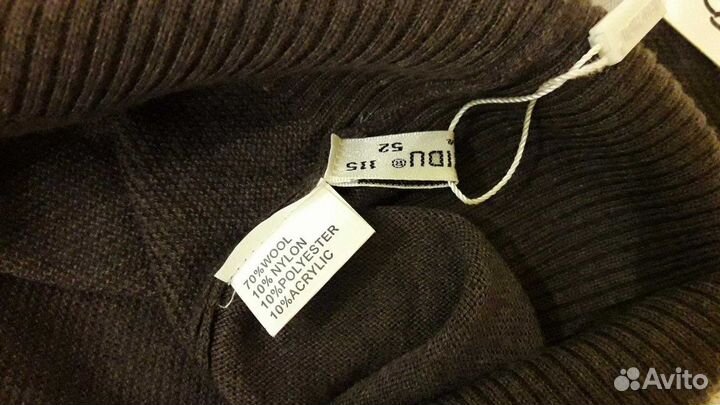 IDU® 115
52
70%WOOL
10% NYLON
10%POLYESTER
10%ACRYLIC
Avito